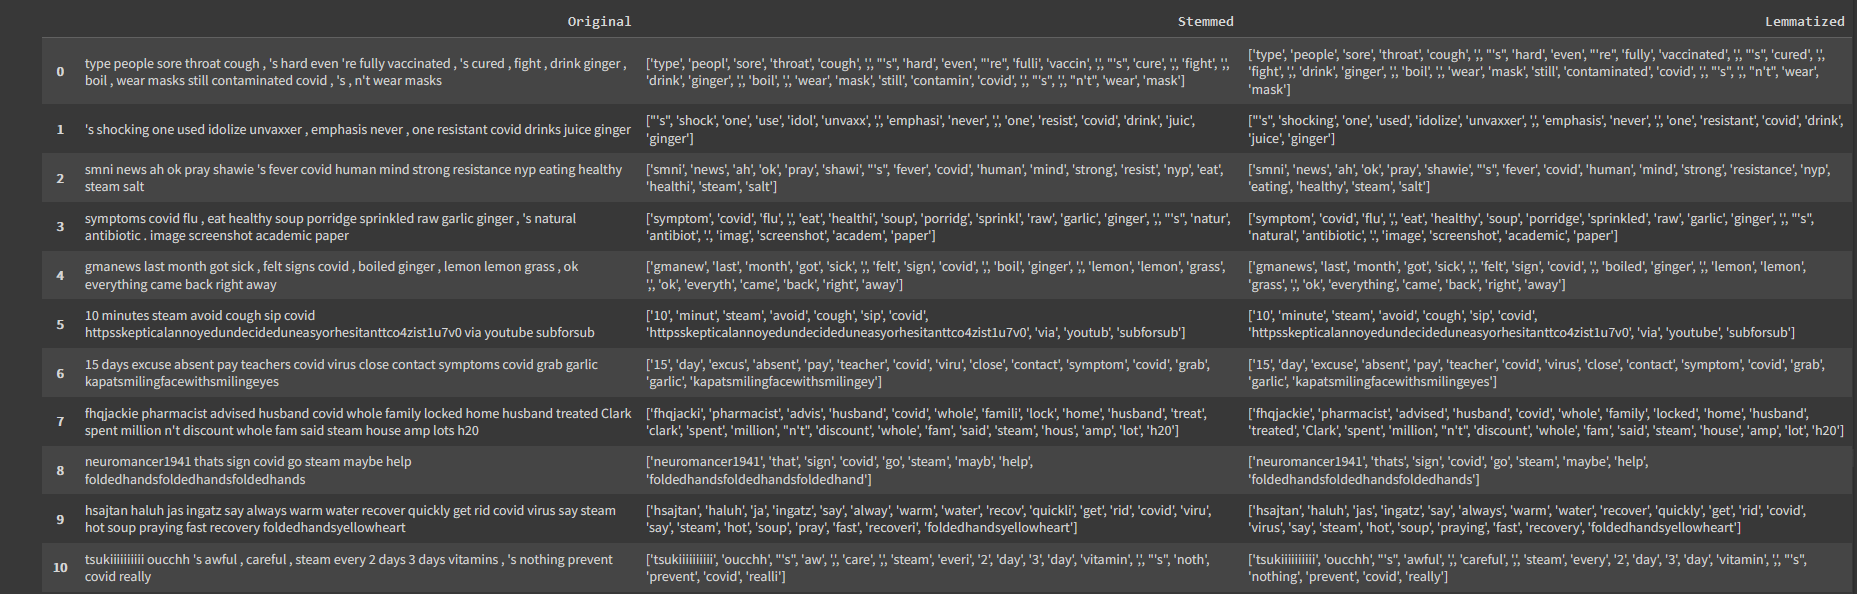 Original Stemmed Lemmatized
0 type people sore throat cough , 's hard even 're fully vaccinated , 's cured , fight , drink ginger , boil , wear masks still contaminated covid , 's , n't wear masks
['type', 'peopl', 'sore', 'throat', 'cough', ',', "'s", 'hard', 'even', "'re", 'fulli', 'vaccin', ',', "'s", 'cure', ',', 'fight', ',', 'drink', 'ginger', ',', 'boil', ',', 'wear', 'mask', 'still', 'contamin', 'covid', ',', "'s", ',', "n't", 'wear', 'mask']
['type', 'people', 'sore', 'throat', 'cough', ',', "'s", 'hard', 'even', "'re", 'fully', 'vaccinated', ',', "'s", 'cured', ',', 'fight', ',', 'drink', 'ginger', ',', 'boil', ',', 'wear', 'mask', 'still', 'contaminated', 'covid', ',', "'s", ',', "n't", 'wear', 'mask']
1 's shocking one used idolize unvaxxer , emphasis never , one resistant covid drinks juice ginger
["'s", 'shock', 'one', 'use', 'idol', 'unvaxx', ',', 'emphasi', 'never', ',', 'one', 'resist', 'covid', 'drink', 'juic', 'ginger']
["'s", 'shocking', 'one', 'used', 'idolize', 'unvaxxer', ',', 'emphasis', 'never', ',', 'one', 'resistant', 'covid', 'drink', 'juice', 'ginger']
2 smni news ah ok pray shawie 's fever covid human mind strong resistance nyp eating healthy steam salt
['smni', 'news', 'ah', 'ok', 'pray', 'shawi', "'s", 'fever', 'covid', 'human', 'mind', 'strong', 'resist', 'nyp', 'eat', 'healthi', 'steam', 'salt']
['smni', 'news', 'ah', 'ok', 'pray', 'shawie', "'s", 'fever', 'covid', 'human', 'mind', 'strong', 'resistance', 'nyp', 'eating', 'healthy', 'steam', 'salt']
3 symptoms covid flu , eat healthy soup porridge sprinkled raw garlic ginger , 's natural antibiotic . image screenshot academic paper
['symptom', 'covid', 'flu', ',', 'eat', 'healthi', 'soup', 'porridg', 'sprinkl', 'raw', 'garlic', 'ginger', ',', "'s", 'natur', 'antibiot', '.', 'imag', 'screenshot', 'academ', 'paper']
['symptom', 'covid', 'flu', ',', 'eat', 'healthy', 'soup', 'porridge', 'sprinkled', 'raw', 'garlic', 'ginger', ',', "'s", 'natural', 'antibiotic', '.', 'image', 'screenshot', 'academic', 'paper']
4 gmanews last month got sick , felt signs covid , boiled ginger , lemon lemon grass , ok everything came back right away
['gmanew', 'last', 'month', 'got', 'sick', ',', 'felt', 'sign', 'covid', ',', 'boil', 'ginger', ',', 'lemon', 'lemon', 'grass', ',', 'ok', 'everyth', 'came', 'back', 'right', 'away']
['gmanews', 'last', 'month', 'got', 'sick', ',', 'felt', 'sign', 'covid', ',', 'boiled', 'ginger', ',', 'lemon', 'lemon', 'grass', ',', 'ok', 'everything', 'came', 'back', 'right', 'away']
5 10 minutes steam avoid cough sip covid httpsskepticalannoyedundecideduneasyorhesitanttco4zist1u7v0 via youtube subforsub
['10', 'minut', 'steam', 'avoid', 'cough', 'sip', 'covid', 'httpsskepticalannoyedundecideduneasyorhesitanttco4zist1u7v0', 'via', 'youtub', 'subforsub']
['10', 'minute', 'steam', 'avoid', 'cough', 'sip', 'covid', 'httpsskepticalannoyedundecideduneasyorhesitanttco4zist1u7v0', 'via', 'youtube', 'subforsub']
6 15 days excuse absent pay teachers covid virus close contact symptoms covid grab garlic kapatsmilingfacewithsmilingeyes
['15', 'day', 'excus', 'absent', 'pay', 'teacher', 'covid', 'viru', 'close', 'contact', 'symptom', 'covid', 'grab', 'garlic', 'kapatsmilingfacewithsmilingey']
['15', 'day', 'excuse', 'absent', 'pay', 'teacher', 'covid', 'virus', 'close', 'contact', 'symptom', 'covid', 'grab', 'garlic', 'kapatsmilingfacewithsmilingeyes']
7 fhqjackie pharmacist advised husband covid whole family locked home husband treated Clark spent million n't discount whole fam said steam house amp lots h20
['fhqjacki', 'pharmacist', 'advis', 'husband', 'covid', 'whole', 'famili', 'lock', 'home', 'husband', 'treat', 'clark', 'spent', 'million', "n't", 'discount', 'whole', 'fam', 'said', 'steam', 'hous', 'amp', 'lot', 'h20']
['fhqjackie', 'pharmacist', 'advised', 'husband', 'covid', 'whole', 'family', 'locked', 'home', 'husband', 'treated', 'Clark', 'spent', 'million', "n't", 'discount', 'whole', 'fam', 'said', 'steam', 'house', 'amp', 'lot', 'h20']
8 neuromancer1941 thats sign covid go steam maybe help foldedhandsfoldedhandsfoldedhands
['neuromancer1941', 'that', 'sign', 'covid', 'go', 'steam', 'mayb', 'help', 'foldedhandsfoldedhandsfoldedhand']
['neuromancer1941', 'thats', 'sign', 'covid', 'go', 'steam', 'maybe', 'help', 'foldedhandsfoldedhandsfoldedhands']
9 hsajtan haluh jas ingatz say always warm water recover quickly get rid covid virus say steam hot soup praying fast recovery foldedhandsyellowheart
['hsajtan', 'haluh', 'ja', 'ingatz', 'say', 'alway', 'warm', 'water', 'recov', 'quickli', 'get', 'rid', 'covid', 'viru', 'say', 'steam', 'hot', 'soup', 'pray', 'fast', 'recoveri', 'foldedhandsyellowheart']
['hsajtan', 'haluh', 'jas', 'ingatz', 'say', 'always', 'warm', 'water', 'recover', 'quickly', 'get', 'rid', 'covid', 'virus', 'say', 'steam', 'hot', 'soup', 'praying', 'fast', 'recovery', 'foldedhandsyellowheart']
10 tsukiiiiiiiiiii oucchh 's awful , careful , steam every 2 days 3 days vitamins , 's nothing prevent covid really
['tsukiiiiiiiiiii', 'oucchh', "'s", 'aw', ',', 'care', ',', 'steam', 'everi', '2', 'day', '3', 'day', 'vitamin', ',', "'s", 'noth', 'prevent', 'covid', 'realli']
['tsukiiiiiiiiiii', 'oucchh', "'s", 'awful', ',', 'careful', ',', 'steam', 'every', '2', 'day', '3', 'day', 'vitamin', ',', "'s", 'nothing', 'prevent', 'covid', 'really']